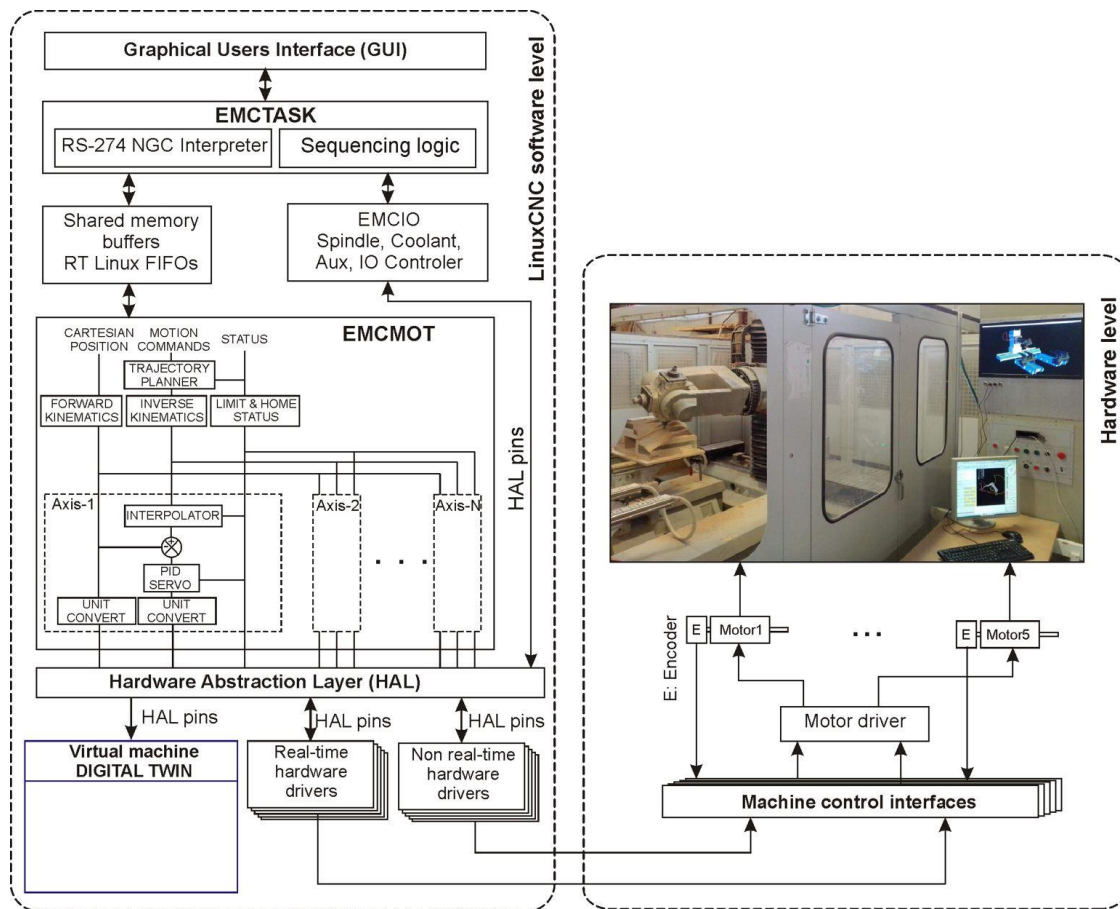 Graphical Users Interface (GUI)
EMCTASK
RS-274 NGC Interpreter
Sequencing logic
Shared memory
buffers
RT Linux FIFOs
EMCIO
Spindle, Coolant,
Aux, IO Controler
LinuxCNC software level
EMCMOT
CARTESIAN
POSITION
MOTION
COMMANDS
STATUS
TRAJECTORY
PLANNER
FORWARD
KINEMATICS
INVERSE
KINEMATICS
LIMIT & HOME
STATUS
HAL pins
Axis-1
INTERPOLATOR
PID
SERVO
UNIT
CONVERT
UNIT
CONVERT
Axis-2
. . .
Axis-N
Hardware Abstraction Layer (HAL)
HAL pins
HAL pins
HAL pins
Virtual machine
DIGITAL TWIN
Real-time
hardware
drivers
Non real-time
hardware
drivers
Hardware level
E: Encoder
E
Motor1
. . .
E
Motor5
Motor driver
Machine control interfaces